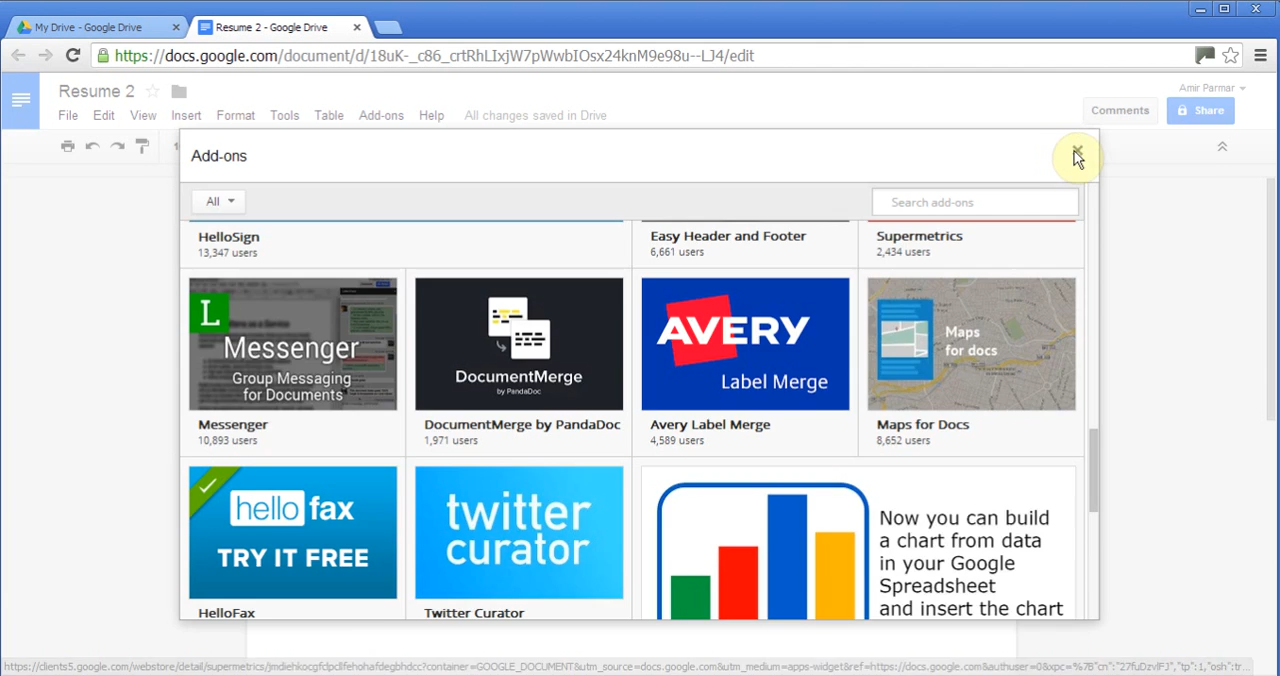 My Drive - Google Drive
Resume 2 - Google Drive
https://docs.google.com/document/d/18uK-_c86_crtRhLIxjW7pWwbIOsx24knM9e98u--LJ4/edit
Resume 2
Amir Parmar
File Edit View Insert Format Tools Table Add-ons Help All changes saved in Drive
Comments
Share
Add-ons
All
Search add-ons
HelloSign
13,347 users
Easy Header and Footer
6,661 users
Supermetrics
2,434 users
L
Messenger
Group Messaging
for Documents
Messenger
10,893 users
DocumentMerge
by PandaDoc
DocumentMerge by PandaDoc
1,971 users
AVERY
Label Merge
Avery Label Merge
4,589 users
Maps
for docs
Maps for Docs
8,652 users
hello fax
TRY IT FREE
HelloFax
twitter
curator
Twitter Curator
Now you can build
a chart from data
in your Google
Spreadsheet
and insert the chart